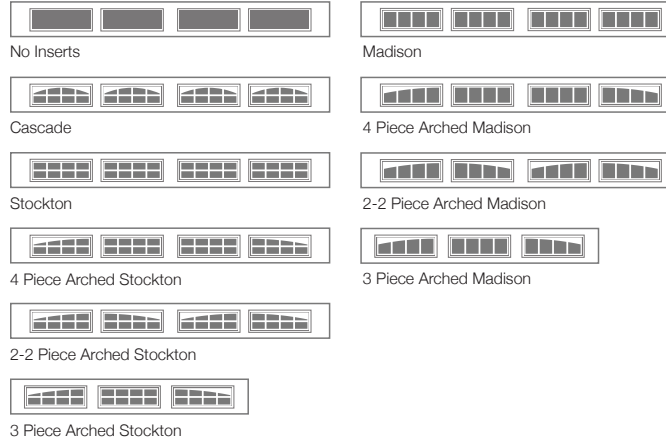 No Inserts
Cascade
Stockton
4 Piece Arched Stockton
2-2 Piece Arched Stockton
3 Piece Arched Stockton
Madison
4 Piece Arched Madison
2-2 Piece Arched Madison
3 Piece Arched Madison